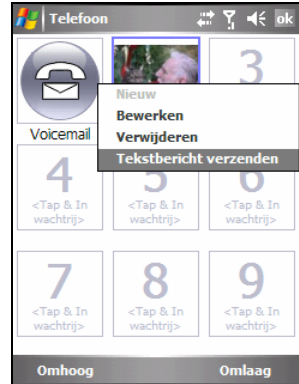 Telefoon ok
3
Nieuw
Bewerken
Voicemail
Verwijderen
Tekstbericht verzenden
4 5 6
<Tap & In <Tap & In <Tap & In
wachtrij> wachtrij> wachtrij>
7 8 9
<Tap & In <Tap & In <Tap & In
wachtrij> wachtrij> wachtrij>
Omhoog Omlaag